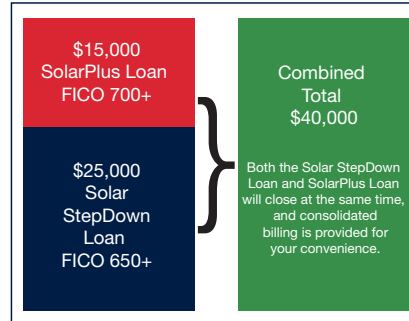 $15,000
SolarPlus Loan
FICO 700+
$25,000
Solar
StepDown
Loan
FICO 650+
Combined
Total
$40,000
Both the Solar StepDown
Loan and SolarPlus Loan
will close at the same time,
and consolidated
billing is provided for
your convenience.